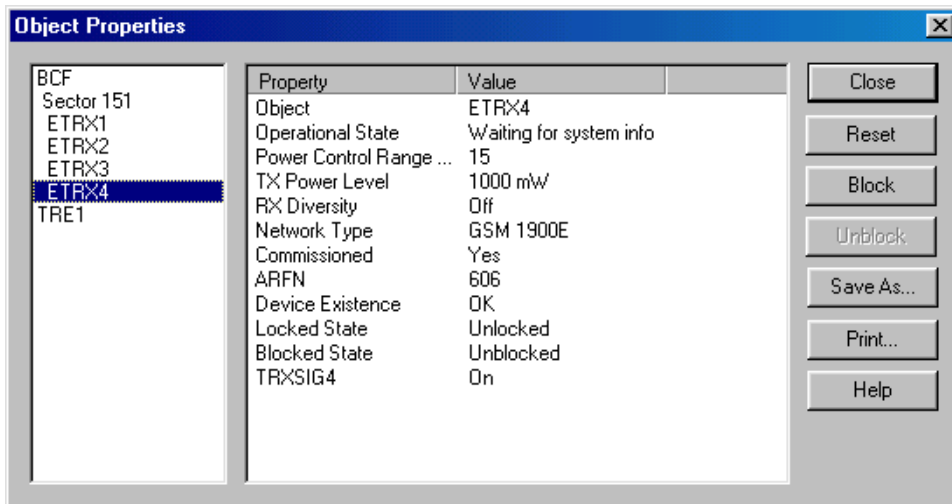 Object Properties
BCF
Sector 151
ETRX1
ETRX2
ETRX3
ETRX4
TRE1
Property Value
Object ETRX4
Operational State Waiting for system info
Power Control Range ... 15
TX Power Level 1000 mW
RX Diversity Off
Network Type GSM 1900E
Commissioned Yes
ARFN 606
Device Existence OK
Locked State Unlocked
Blocked State Unblocked
TRXSIG4 On
Close
Reset
Block
Unblock
Save As...
Print...
Help